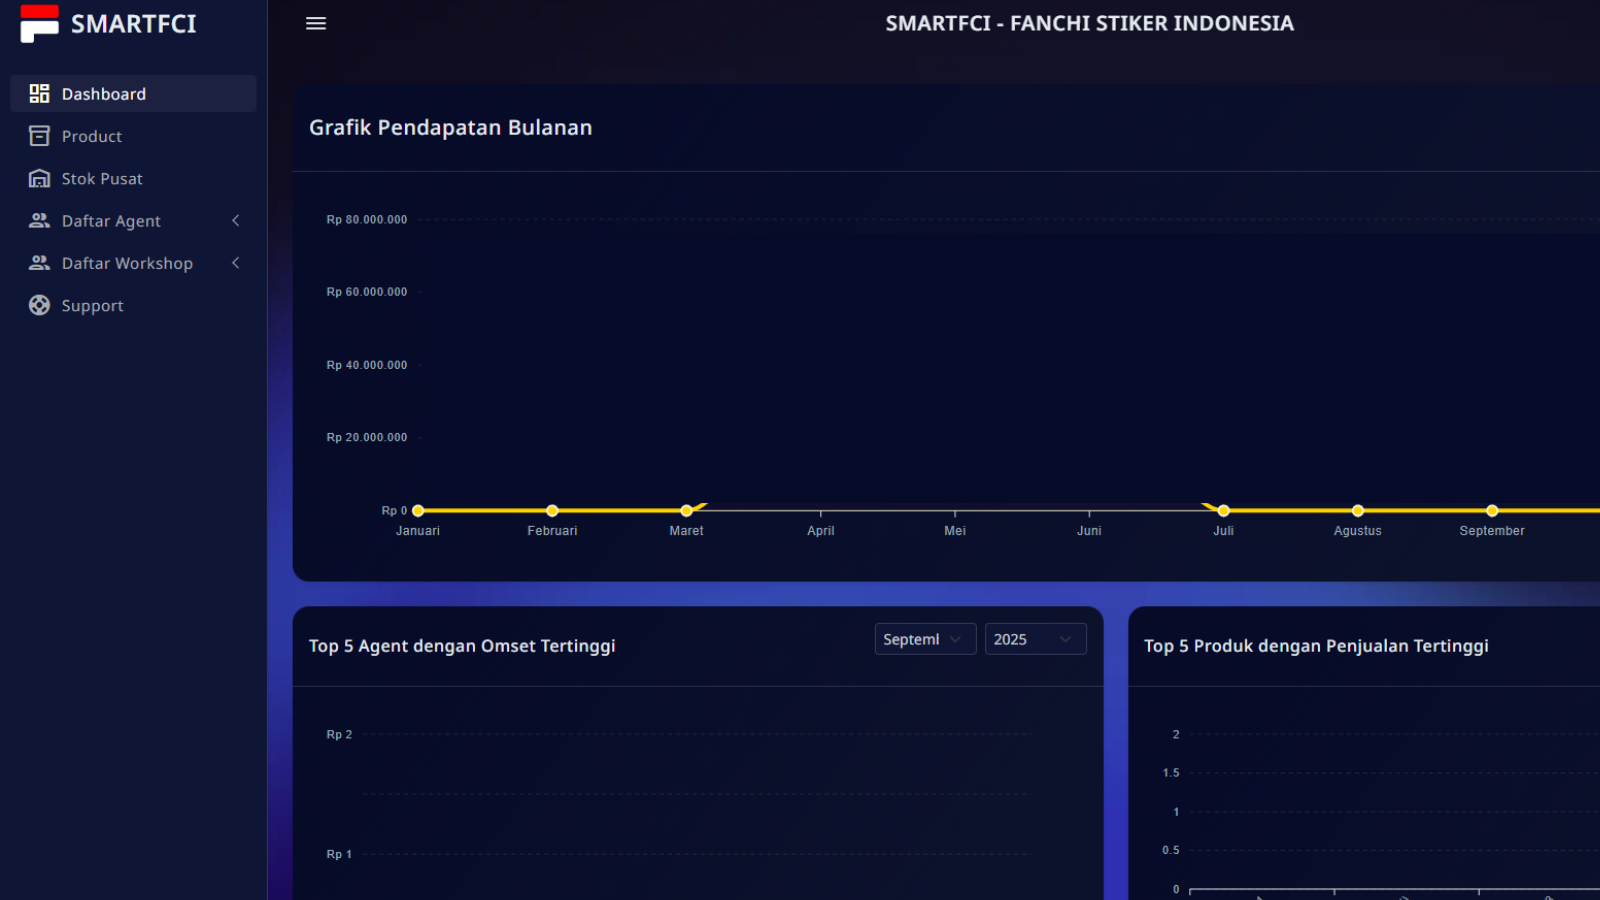 SMARTFCI
SMARTFCI - FANCHI STIKER INDONESIA
Dashboard
Product
Stok Pusat
Daftar Agent
Daftar Workshop
Support
Grafik Pendapatan Bulanan
Rp 80.000.000
Rp 60.000.000
Rp 40.000.000
Rp 20.000.000
Rp 0
Januari Februari Maret April Mei Juni Juli Agustus September
Top 5 Agent dengan Omset Tertinggi
Septeml 2025
Rp 2
Rp 1
Top 5 Produk dengan Penjualan Tertinggi
2
1.5
1
0.5
0